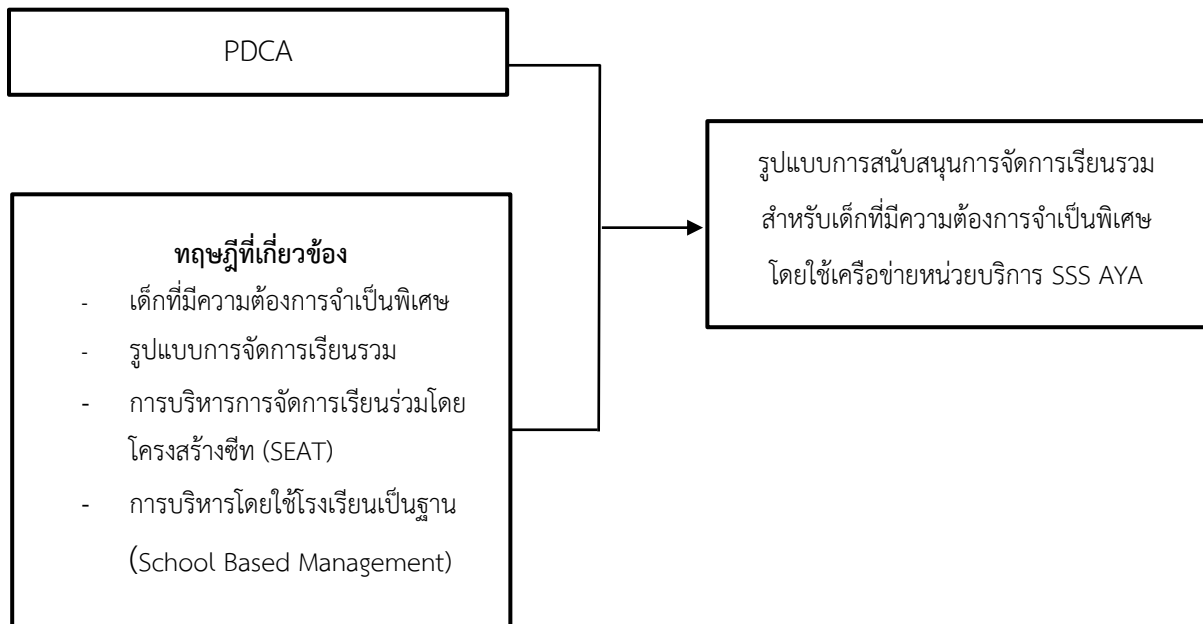 PDCA
ทฤษฎีที่เกี่ยวข้อง
- เด็กที่มีความต้องการจำเป็นพิเศษ
- รูปแบบการจัดการเรียนรวม
- การบริหารการจัดการเรียนร่วมโดย
โครงสร้างซีท (SEAT)
- การบริหารโดยใช้โรงเรียนเป็นฐาน
(School Based Management)
รูปแบบการสนับสนุนการจัดการเรียนรวม
สำหรับเด็กที่มีความต้องการจำเป็นพิเศษ
โดยใช้เครือข่ายหน่วยบริการ SSS AYA